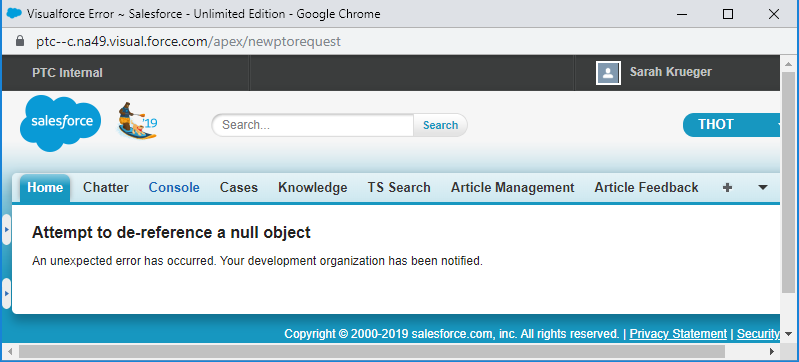 Visualforce Error ~ Salesforce - Unlimited Edition - Google Chrome
ptc--c.na49.visual.force.com/apex/newptorequest
PTC Internal
Sarah Krueger
salesforce
'19
Search...
Search
THOT
Home Chatter Console Cases Knowledge TS Search Article Management Article Feedback
Attempt to de-reference a null object
An unexpected error has occurred. Your development organization has been notified.
Copyright © 2000-2019 salesforce.com, inc. All rights reserved. | Privacy Statement | Security